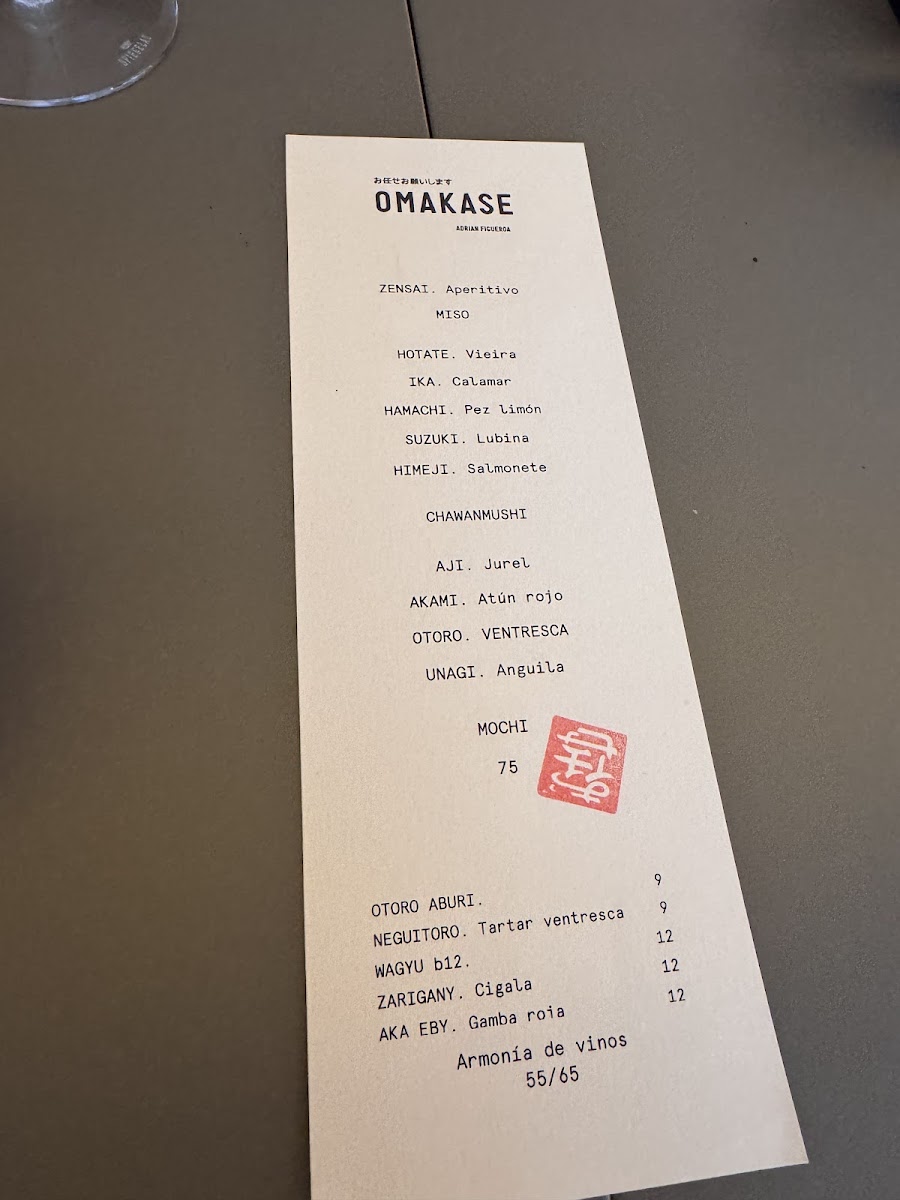 SPIEGELAU
お任せお願いします
OMAKASE
ADRIAN FIGUEROA
ZENSAI. Aperitivo
MISO
HOTATE. Vieira
IKA. Calamar
HAMACHI. Pez limón
SUZUKI. Lubina
HIMEJI. Salmonete
CHAWANMUSHI
AJI. Jurel
AKAMI. Atún rojo
OTORO. VENTRESCA
UNAGI. Anguila
MOCHI
75
OTORO ABURI. 9
NEGUITORO. Tartar ventresca 9
WAGYU b12. 12
ZARIGANY. Cigala 12
AKA EBY. Gamba roia 12
Armonía de vinos
55/65